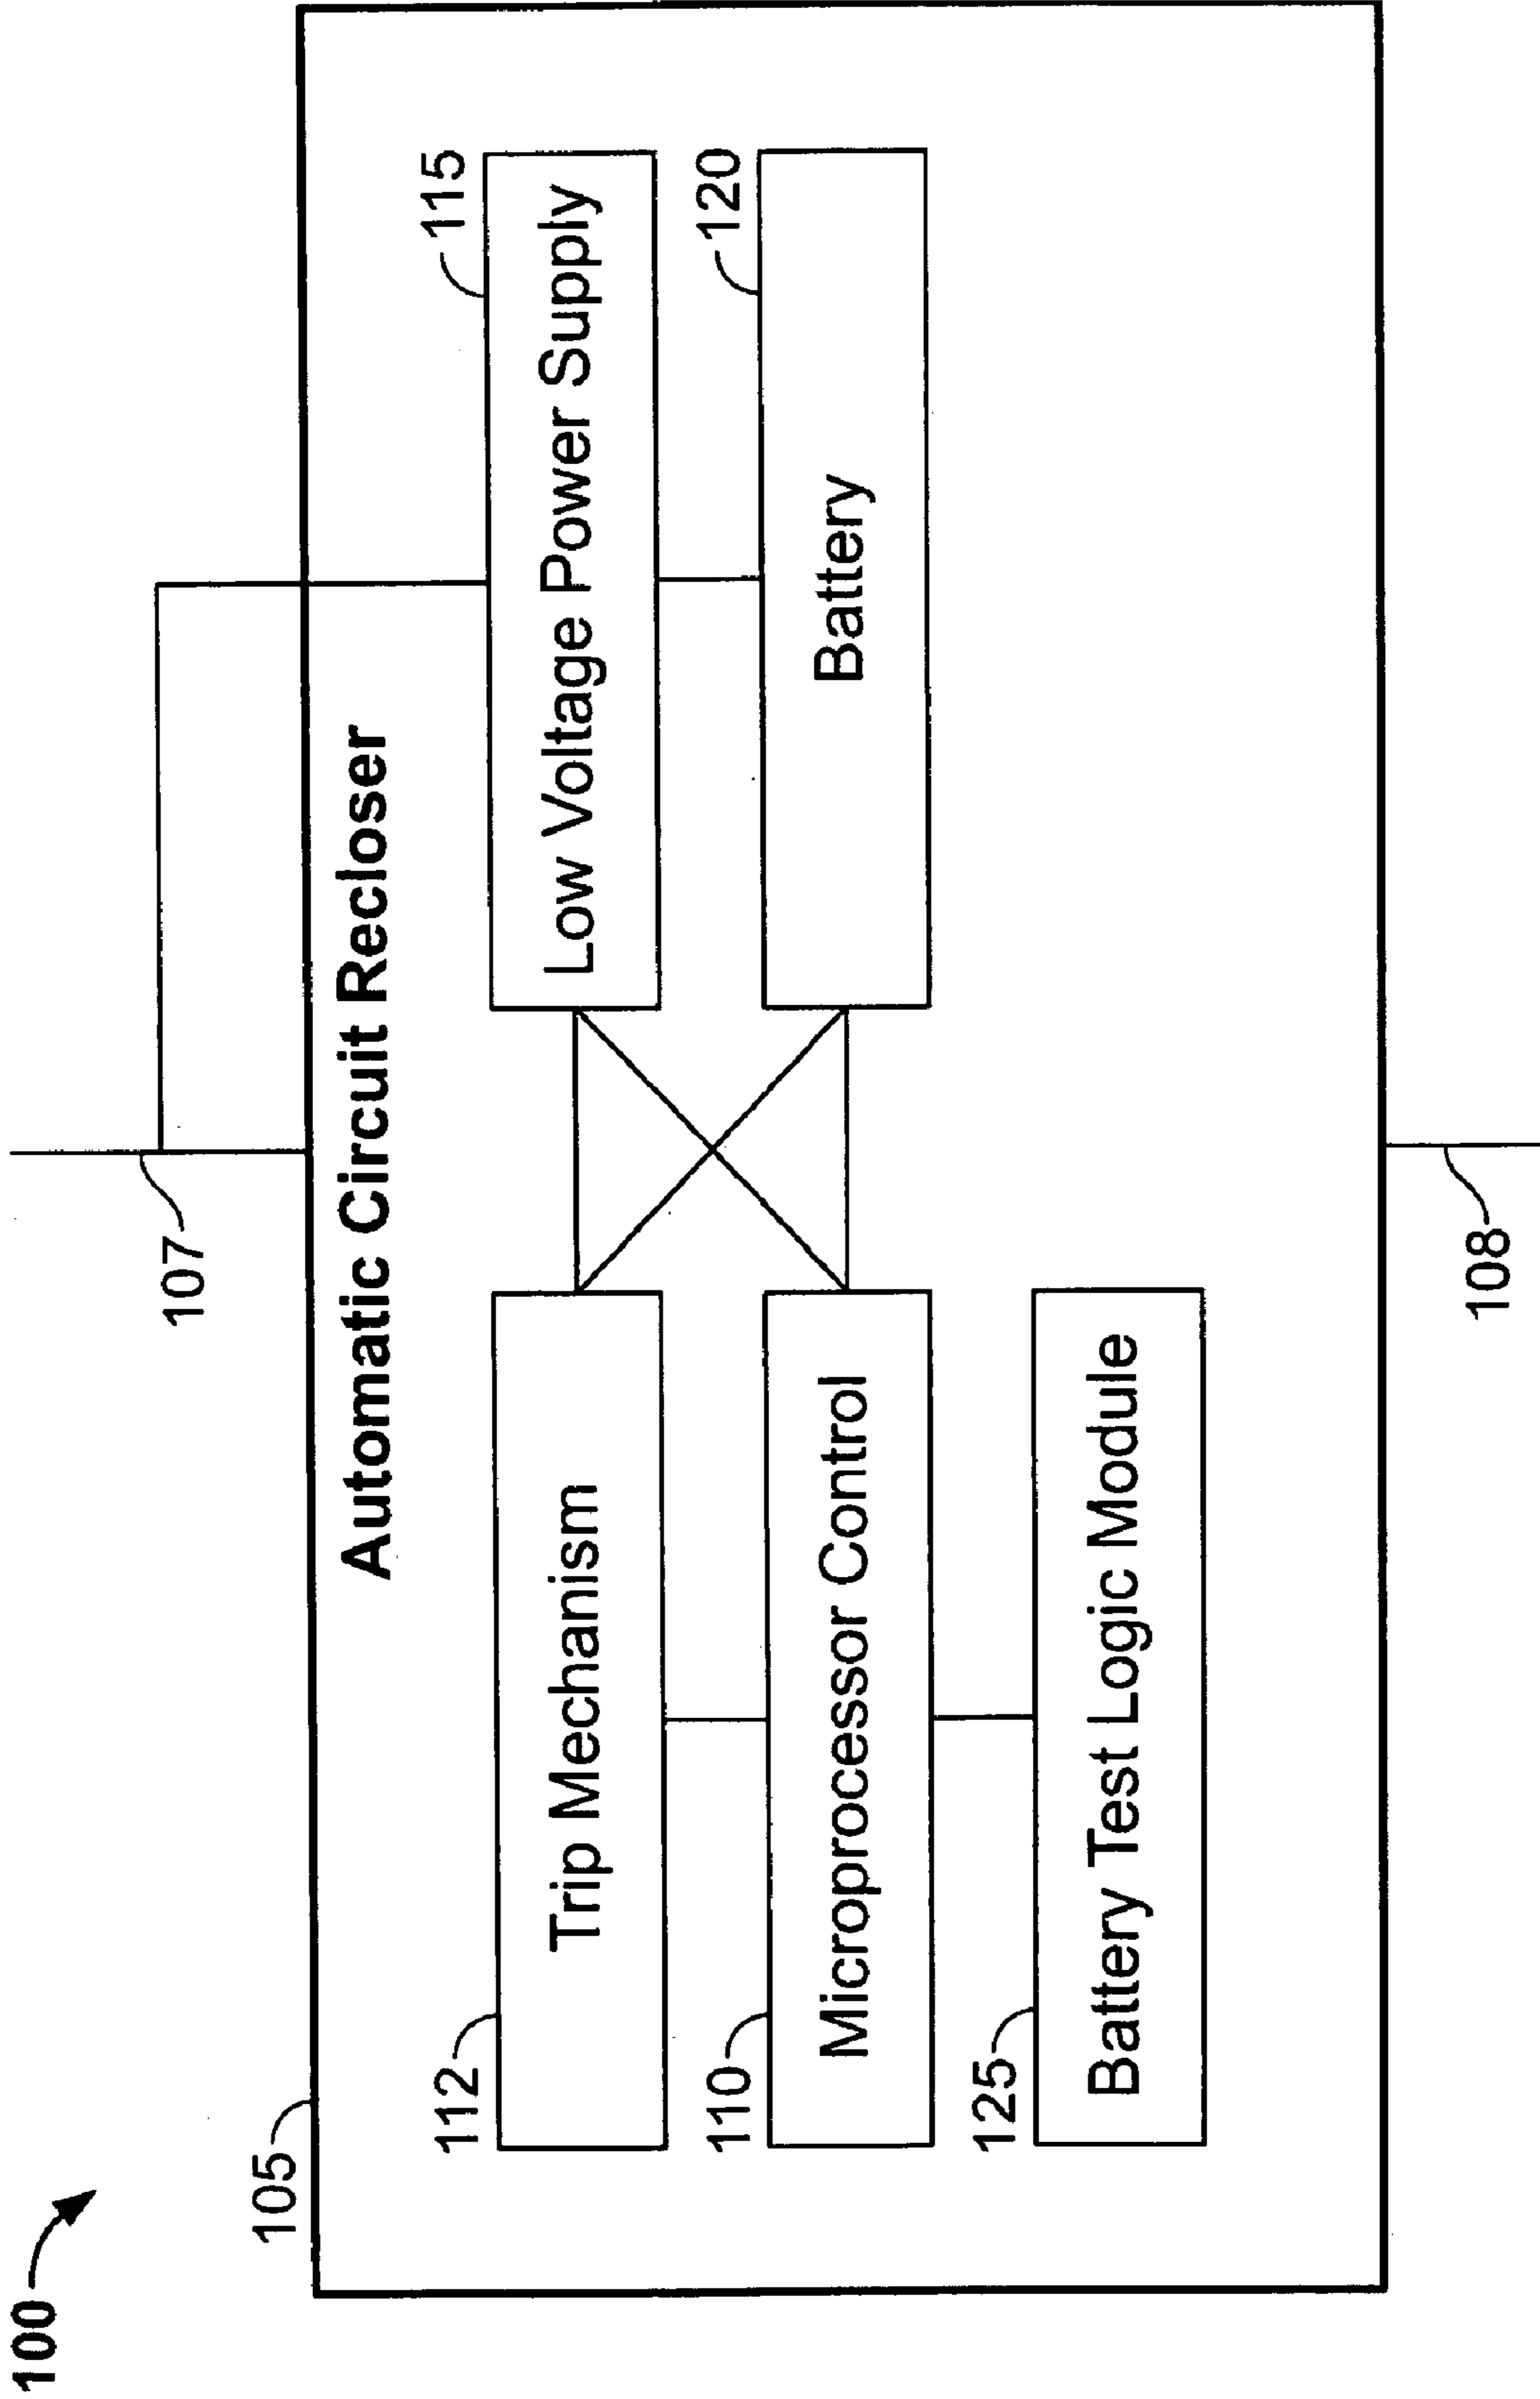 100
105
107
Automatic Circuit Recloser
112
Trip Mechanism
115
Low Voltage Power Supply
110
Microprocessor Control
120
Battery
125
Battery Test Logic Module
108